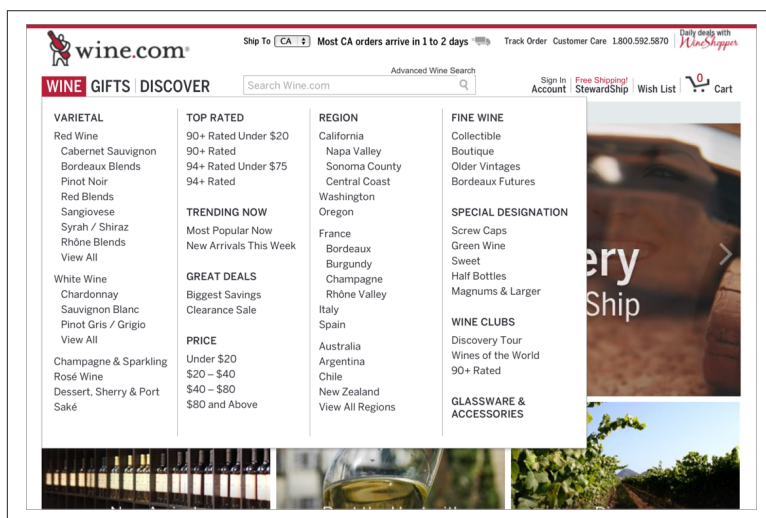 Ship To CA Most CA orders arrive in 1 to 2 days Track Order Customer Care 1.800.592.5870 Daily deals with
WineShopper
wine.com
Advanced Wine Search
WINE GIFTS DISCOVER
Search Wine.com
Sign In
Account
Free Shipping!
StewardShip
Wish List
0
Cart
VARIETAL
Red Wine
Cabernet Sauvignon
Bordeaux Blends
Pinot Noir
Red Blends
Sangiovese
Syrah / Shiraz
Rhône Blends
View All
White Wine
Chardonnay
Sauvignon Blanc
Pinot Gris / Grigio
View All
Champagne & Sparkling
Rosé Wine
Dessert, Sherry & Port
Saké
TOP RATED
90+ Rated Under $20
90+ Rated
94+ Rated Under $75
94+ Rated
TRENDING NOW
Most Popular Now
New Arrivals This Week
GREAT DEALS
Biggest Savings
Clearance Sale
PRICE
Under $20
$20 – $40
$40 – $80
$80 and Above
REGION
California
Napa Valley
Sonoma County
Central Coast
Washington
Oregon
France
Bordeaux
Burgundy
Champagne
Rhône Valley
Italy
Spain
Australia
Argentina
Chile
New Zealand
View All Regions
FINE WINE
Collectible
Boutique
Older Vintages
Bordeaux Futures
SPECIAL DESIGNATION
Screw Caps
Green Wine
Sweet
Half Bottles
Magnums & Larger
WINE CLUBS
Discovery Tour
Wines of the World
90+ Rated
GLASSWARE &
ACCESSORIES
ery
Ship